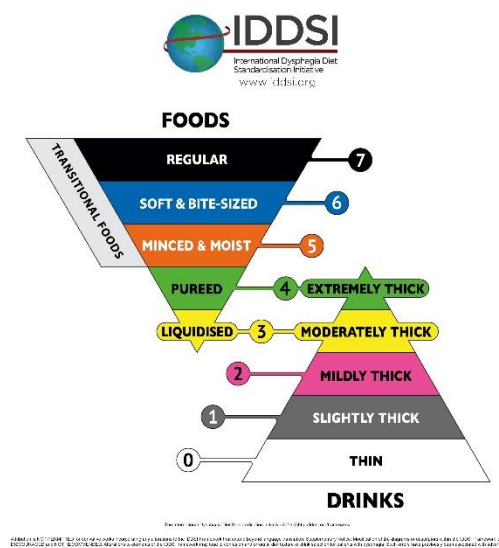 IDDSI
International Dysphagia Diet
Standardisation Initiative
www.iddsi.org
FOODS
TRANSITIONAL FOODS
REGULAR
7
SOFT & BITE-SIZED
6
MINCED & MOIST
5
PUREED
4
EXTREMELY THICK
LIQUIDISED
3
MODERATELY THICK
2
MILDLY THICK
1
SLIGHTLY THICK
0
THIN
DRINKS